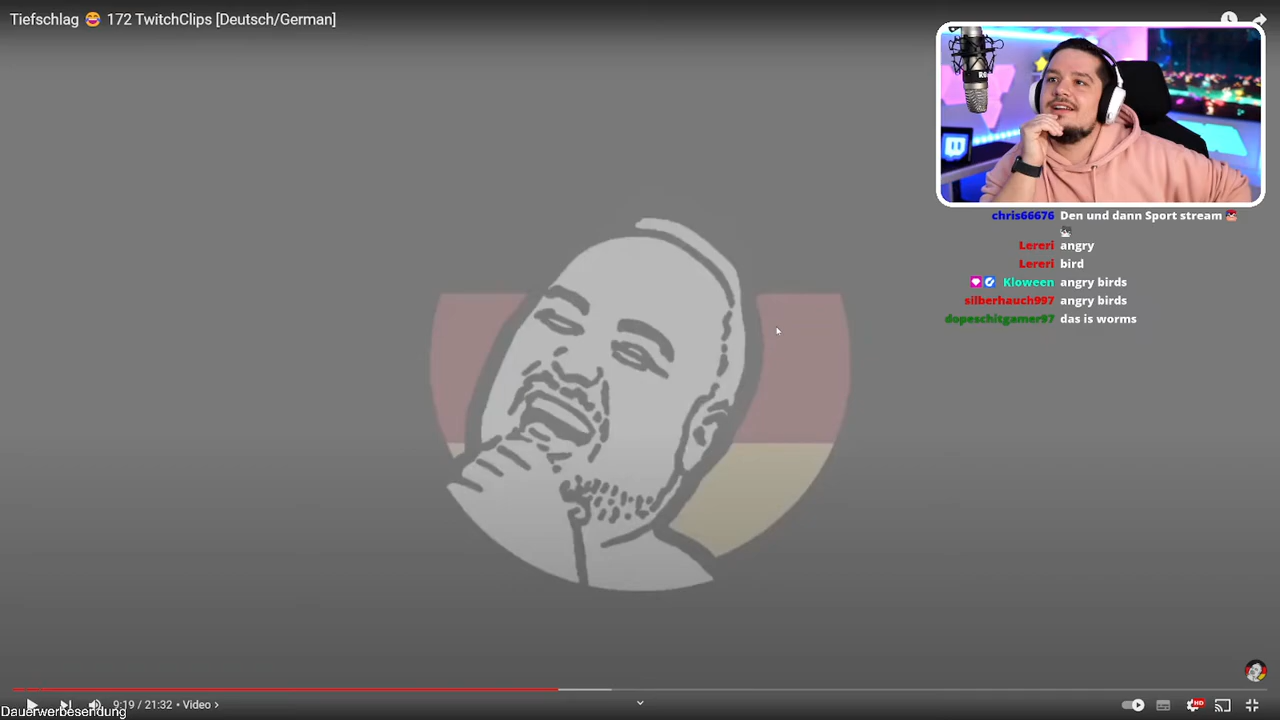 Tiefschlag 😂 172 TwitchClips [Deutsch/German]
chris66676 Den und dann Sport stream
Lereri angry
Lereri bird
Kloween angry birds
silberhauch997 angry birds
dopeschitgamer97 das is worms
9:19 / 21:32 • Video ›
HD
Dauerwerbesendung